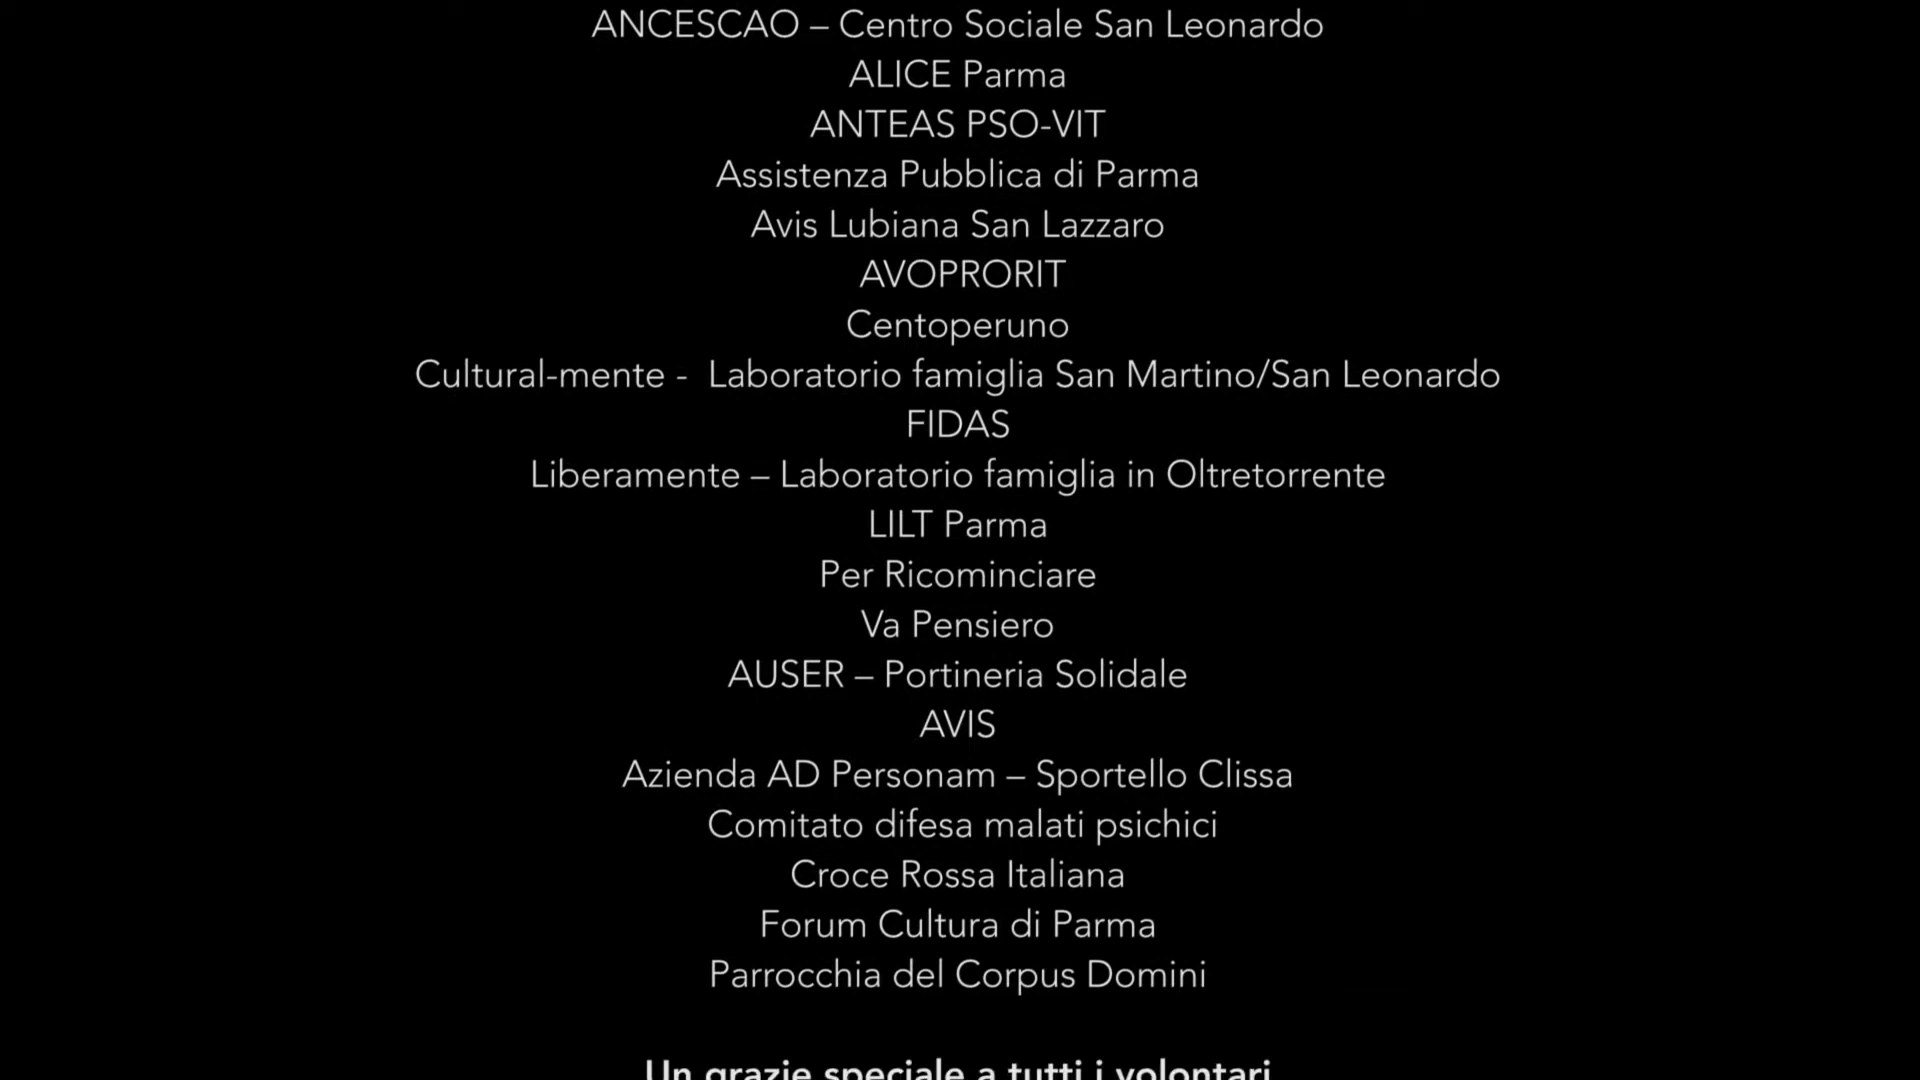 ANCESCAO – Centro Sociale San Leonardo
ALICE Parma
ANTEAS PSO-VIT
Assistenza Pubblica di Parma
Avis Lubiana San Lazzaro
AVOPRORIT
Centoperuno
Cultural-mente -  Laboratorio famiglia San Martino/San Leonardo
FIDAS
Liberamente – Laboratorio famiglia in Oltretorrente
LILT Parma
Per Ricominciare
Va Pensiero
AUSER – Portineria Solidale
AVIS
Azienda AD Personam – Sportello Clissa
Comitato difesa malati psichici
Croce Rossa Italiana
Forum Cultura di Parma
Parrocchia del Corpus Domini
Un grazie speciale a tutti i volontari